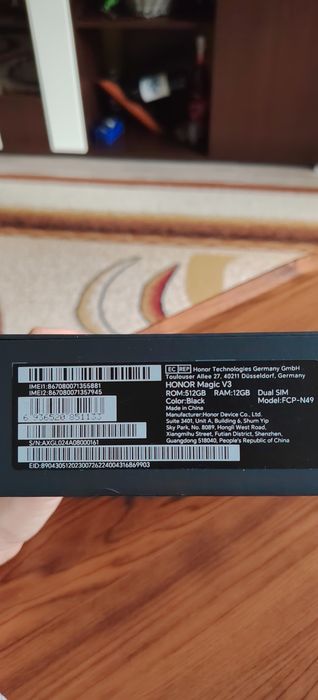 IMEI1:867080071355881
IMEI2:867080071357945
6 936520 851133
S/N:AXGL024A08000161
EID:89043051202300726224004316869903
EC REP Honor Technologies Germany GmbH
Toulouser Allee 27, 40211 Düsseldorf, Germany
HONOR Magic V3
ROM:512GB RAM:12GB Dual SIM
Color:Black Model:FCP-N49
Made in China
Manufacturer:Honor Device Co., Ltd.
Suite 3401, Unit A, Building 6, Shum Yip
Sky Park, No. 8089, Hongli West Road,
Xiangmihu Street, Futian District, Shenzhen,
Guangdong 518040, People's Republic of China